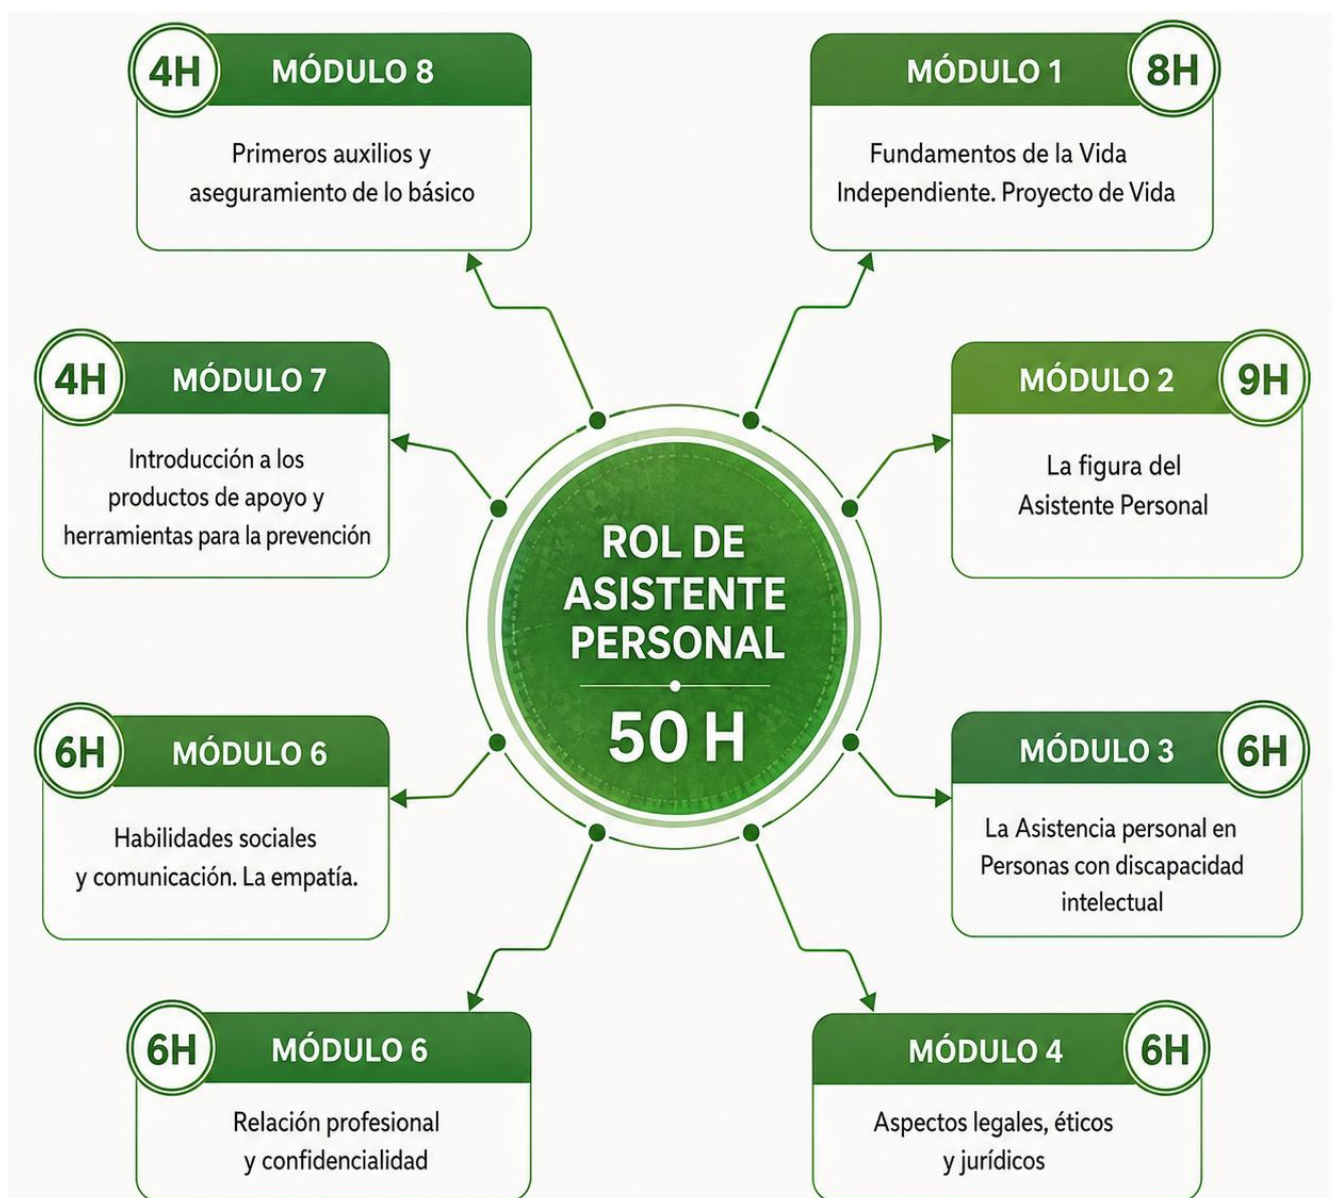 4H
MÓDULO 8
Primeros auxilios y
aseguramiento de lo básico
MÓDULO 1
8H
Fundamentos de la Vida
Independiente. Proyecto de Vida
4H
MÓDULO 7
Introducción a los
productos de apoyo y
herramientas para la prevención
MÓDULO 2
9H
La figura del
Asistente Personal
ROL DE
ASISTENTE
PERSONAL
50 H
6H
MÓDULO 6
Habilidades sociales
y comunicación. La empatía.
MÓDULO 3
6H
La Asistencia personal en
Personas con discapacidad
intelectual
6H
MÓDULO 6
Relación profesional
y confidencialidad
MÓDULO 4
6H
Aspectos legales, éticos
y jurídicos